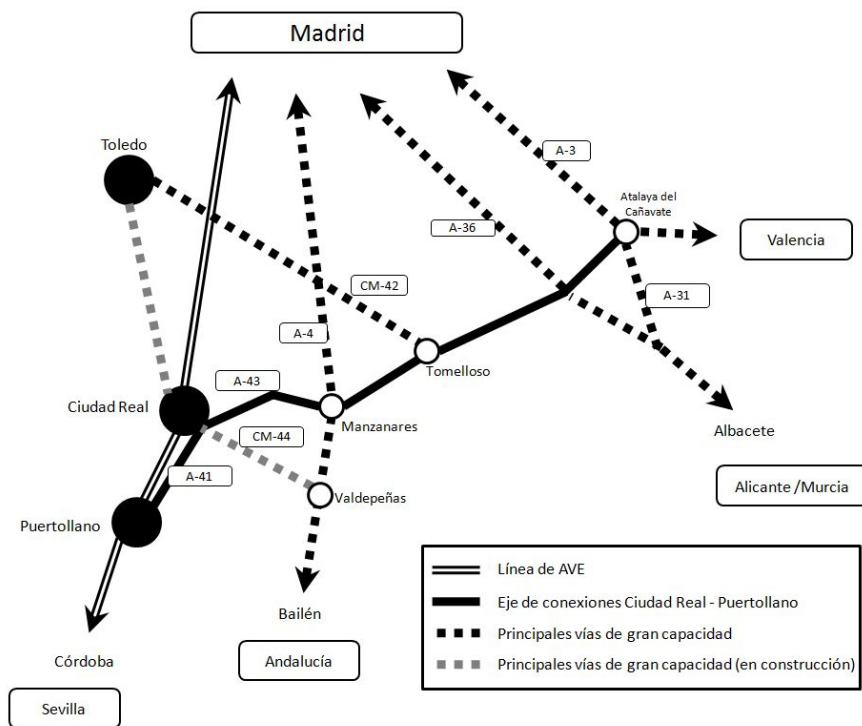 Madrid
Toledo
A-3
Atalaya del
Cañavate
A-36
Valencia
CM-42
A-31
A-4
Tomelloso
A-43
Ciudad Real
Manzanares
CM-44
Albacete
A-41
Alicante /Murcia
Valdepeñas
Puertollano
Línea de AVE
Eje de conexiones Ciudad Real - Puertollano
Bailén
Principales vías de gran capacidad
Córdoba
Andalucía
Principales vías de gran capacidad (en construcción)
Sevilla